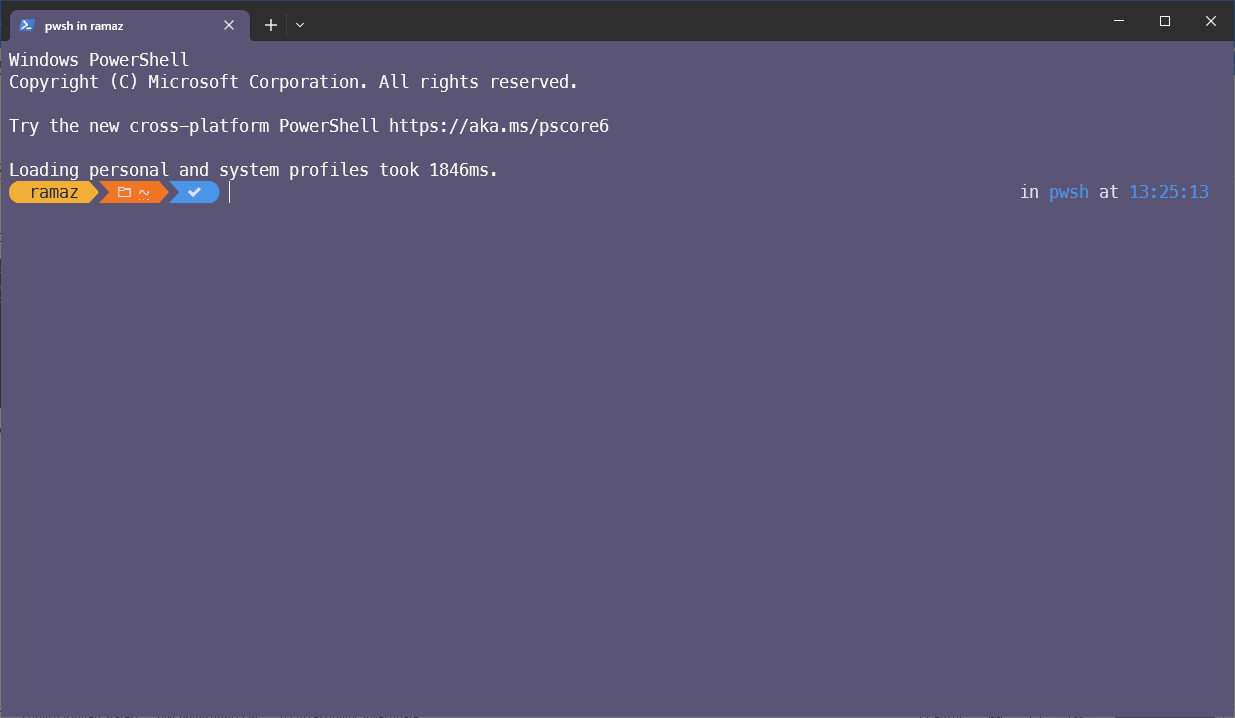 pwsh in ramaz
Windows PowerShell
Copyright (C) Microsoft Corporation. All rights reserved.
Try the new cross-platform PowerShell https://aka.ms/pscore6
Loading personal and system profiles took 1846ms.
ramaz ~ in pwsh at 13:25:13